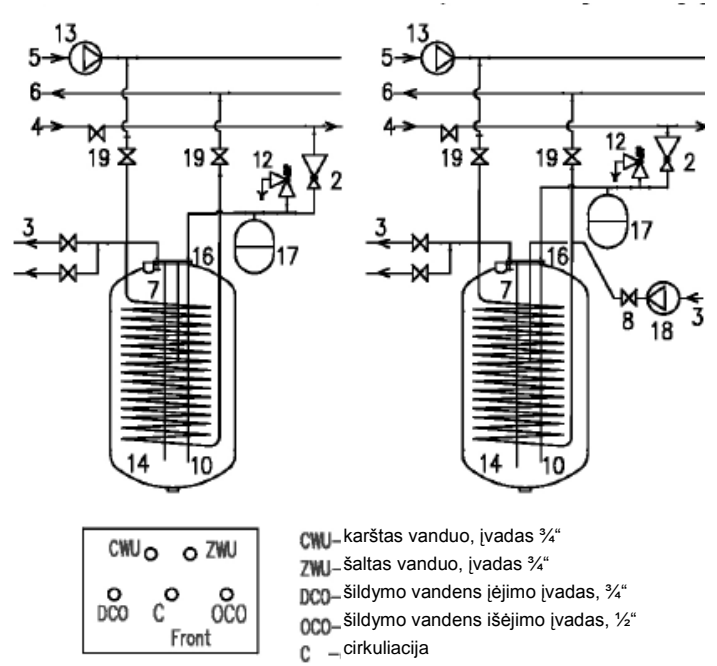 13
5
6
4
19
19
12
2
3
16
17
7
14
10
13
5
6
4
19
19
12
2
3
16
17
7
8
18
3
14
10
CWU
ZWU
DCO
C
OCO
Front
CWU – karštas vanduo, įvadas ¾“
ZWU – šaltas vanduo, įvadas ¾“
DCO – šildymo vandens įėjimo įvadas, ¾“
OCO – šildymo vandens išėjimo įvadas, ½“
C – cirkuliacija